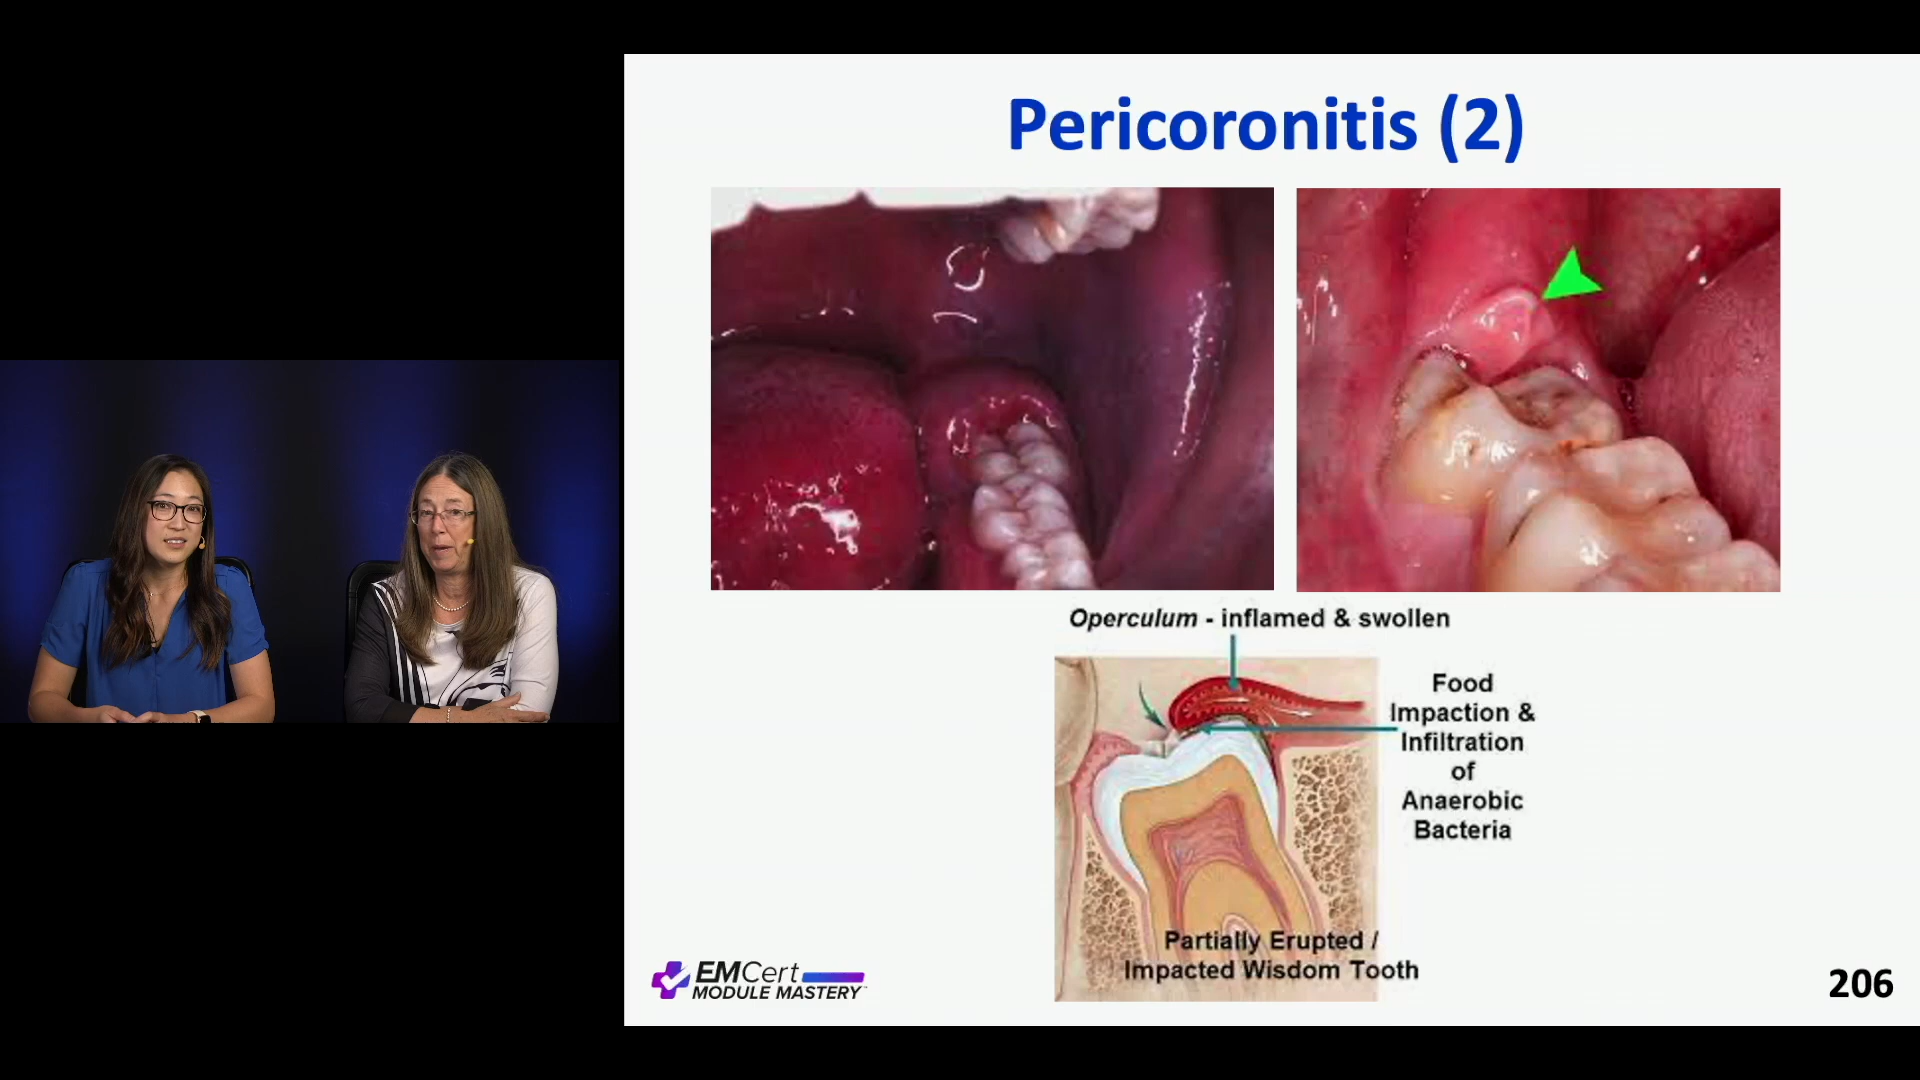 Pericoronitis (2)
Operculum - inflamed & swollen
Food
Impaction &
Infiltration
of
Anaerobic
Bacteria
Partially Erupted /
Impacted Wisdom Tooth
EMCert
MODULE MASTERY
206